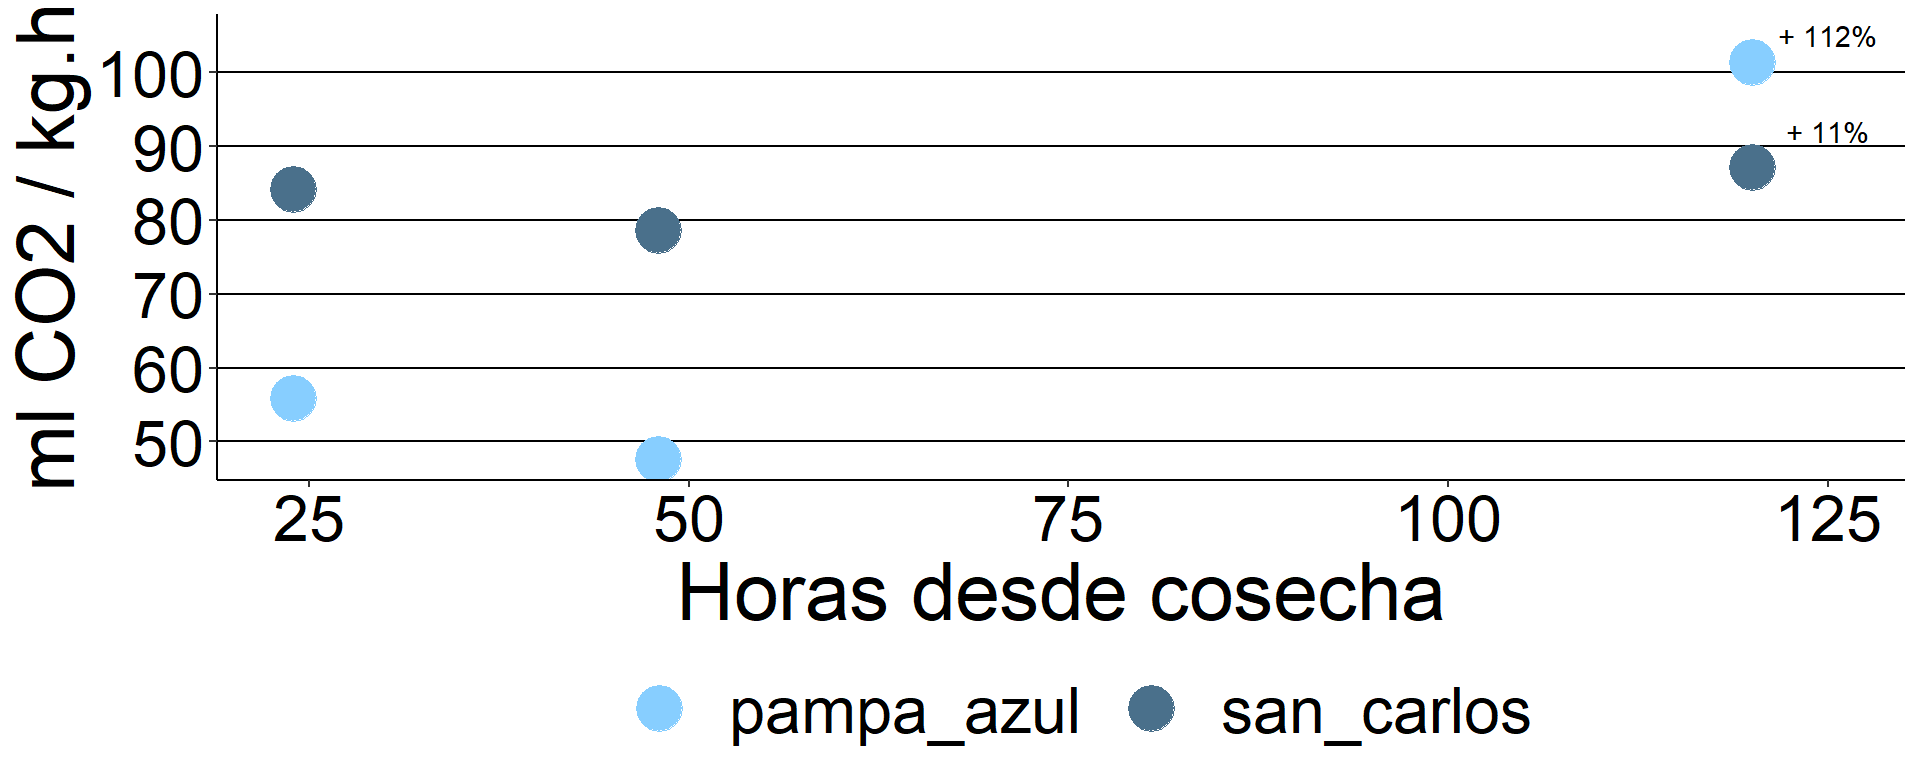 ml CO2 / kg.h
100
90
80
70
60
50
+ 112%
+ 11%
25 50 75 100 125
Horas desde cosecha
pampa_azul san_carlos